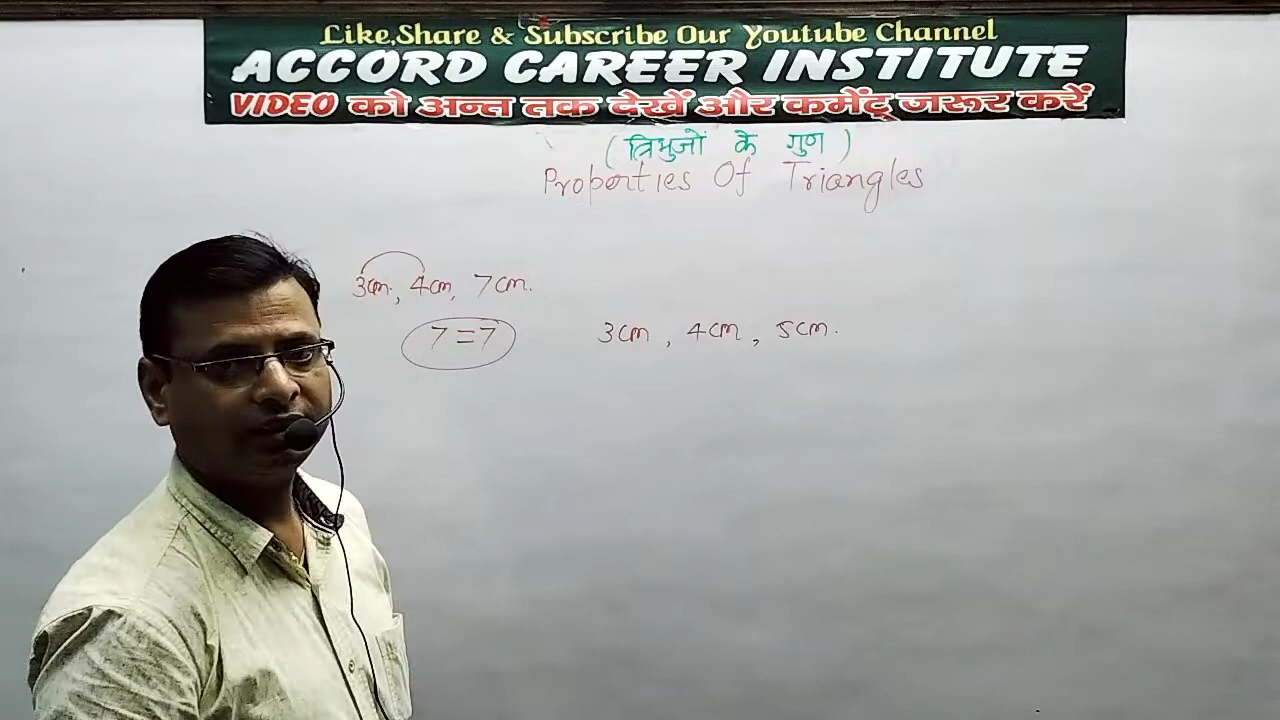 Like,Share & Subscribe Our Youtube Channel
ACCORD CAREER INSTITUTE
VIDEO को अन्त तक देखें और कमेंट् जरूर करें
(त्रिभुजों के गुण)
Properties Of Triangles
3cm, 4cm, 7cm.
7=7
3cm, 4cm, 5cm.